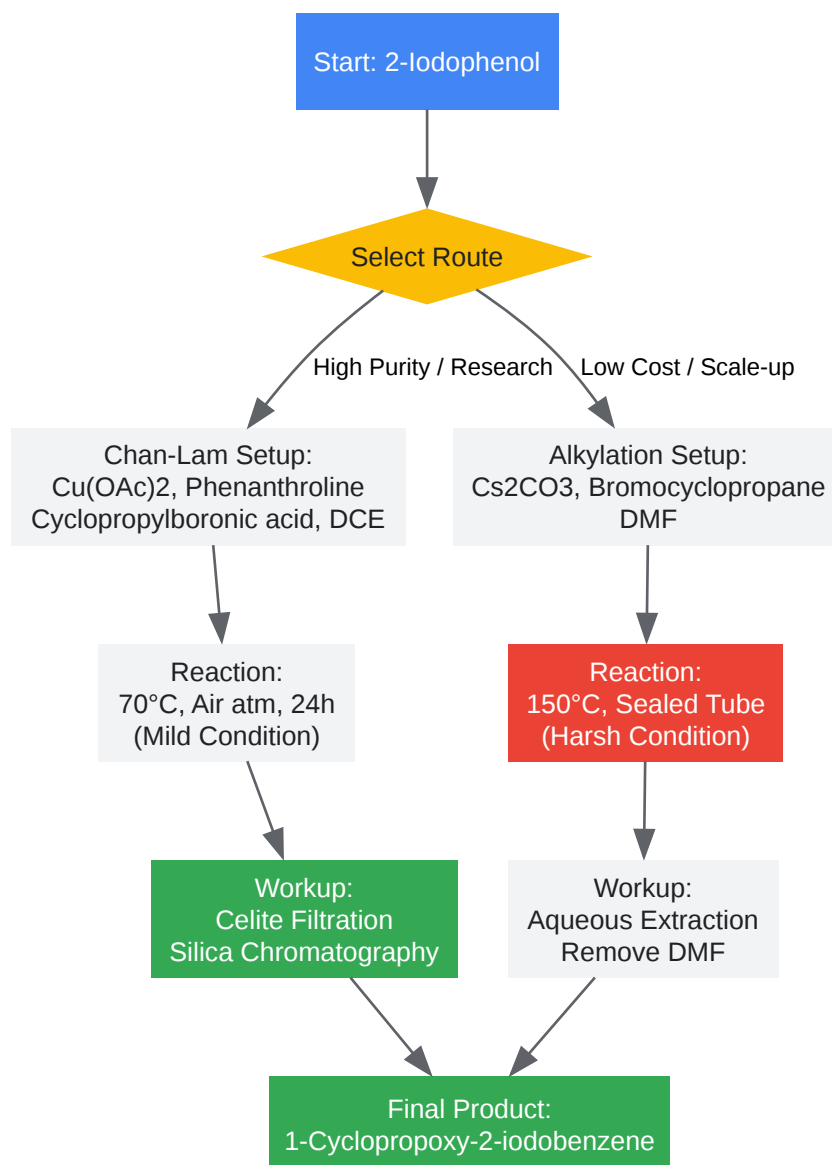 Start: 2-Iodophenol
Select Route
High Purity / Research
Low Cost / Scale-up
Chan-Lam Setup:
Cu(OAc)2, Phenanthroline
Cyclopropylboronic acid, DCE
Alkylation Setup:
Cs2CO3, Bromocyclopropane
DMF
Reaction:
70°C, Air atm, 24h
(Mild Condition)
Reaction:
150°C, Sealed Tube
(Harsh Condition)
Workup:
Celite Filtration
Silica Chromatography
Workup:
Aqueous Extraction
Remove DMF
Final Product:
1-Cyclopropoxy-2-iodobenzene